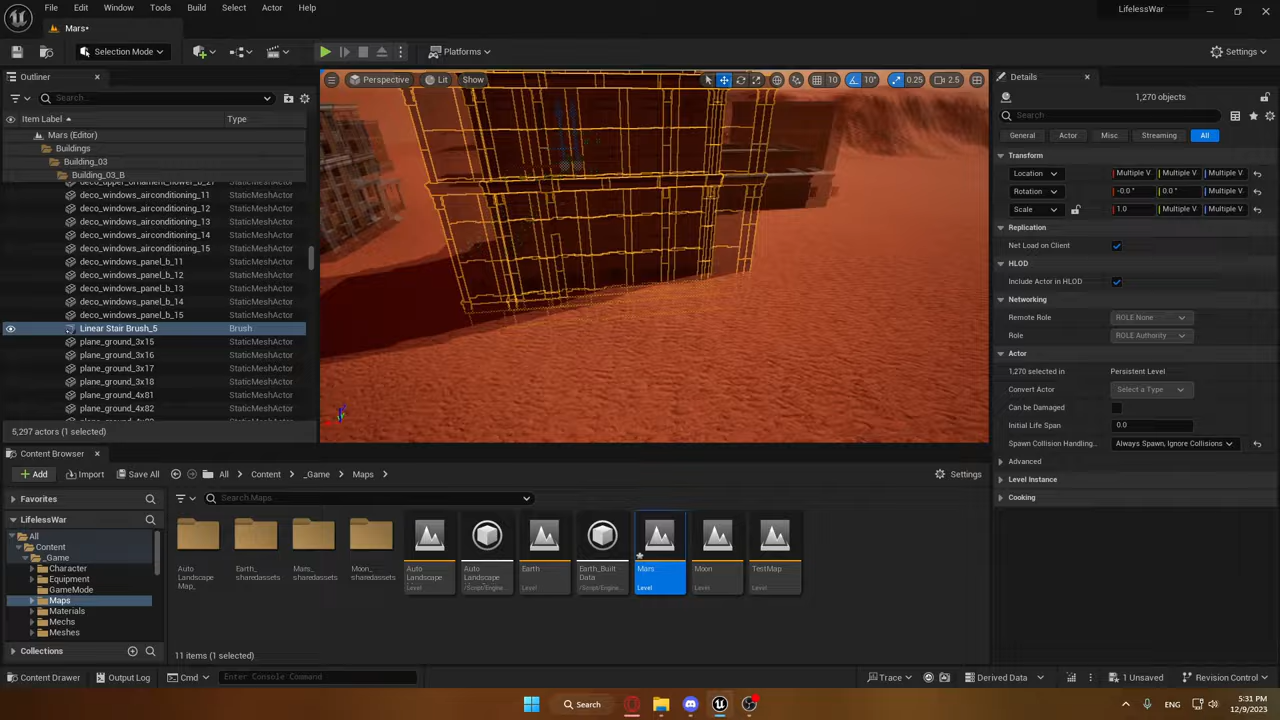 File Edit Window Tools Build Select Actor Help LifelessWar
Mars•
Selection Mode Platforms Settings
Outliner Perspective Lit Show 10 10° 0.25 2.5 Details
Search... 1,270 objects
Item Label Type Search
Mars (Editor) General Actor Misc Streaming All
Buildings Transform
Building_03 Location Multiple V Multiple V Multiple V
Building_03_B Rotation -0.0 ° 0.0 ° Multiple V
deco_windows_airconditioning_11
deco_windows_airconditioning_12 StaticMeshActor Scale 1.0 Multiple V Multiple V
deco_windows_airconditioning_13 StaticMeshActor Replication
deco_windows_airconditioning_14 StaticMeshActor
deco_windows_airconditioning_15 StaticMeshActor Net Load on Client
deco_windows_panel_b_11 StaticMeshActor HLOD
deco_windows_panel_b_12 StaticMeshActor Include Actor in HLOD
deco_windows_panel_b_13 StaticMeshActor
deco_windows_panel_b_14 StaticMeshActor Networking
deco_windows_panel_b_15 StaticMeshActor Remote Role ROLE None
Linear Stair Brush_5 Brush Role ROLE Authority
plane_ground_3x15 StaticMeshActor
plane_ground_3x16 StaticMeshActor Actor
plane_ground_3x17 StaticMeshActor 1,270 selected in Persistent Level
plane_ground_3x18 StaticMeshActor Convert Actor Select a Type
plane_ground_4x81 StaticMeshActor
plane_ground_4x82 StaticMeshActor Can be Damaged
Initial Life Span 0.0
5,297 actors (1 selected) Spawn Collision Handling... Always Spawn, Ignore Collisions
Content Browser Advanced
Add Import Save All All Content _Game Maps Settings Level Instance
Favorites Search Maps Cooking
LifelessWar
All
Content
_Game
Character
Equipment
GameMode
Maps
Materials
Mechs
Meshes
Auto Landscape Map_
Earth_ sharedassets
Mars_ sharedassets
Moon_ sharedassets
Auto Landscape
Level
Auto Landscape
/Script/Engine...
Earth
Level
Earth_Built Data
/Script/Engine...
Mars
Level
Moon
Level
TestMap
Level
Collections 11 items (1 selected)
Content Drawer Output Log Cmd Enter Console Command Trace Derived Data 1 Unsaved Revision Control
Search ENG 5:31 PM
12/9/2023